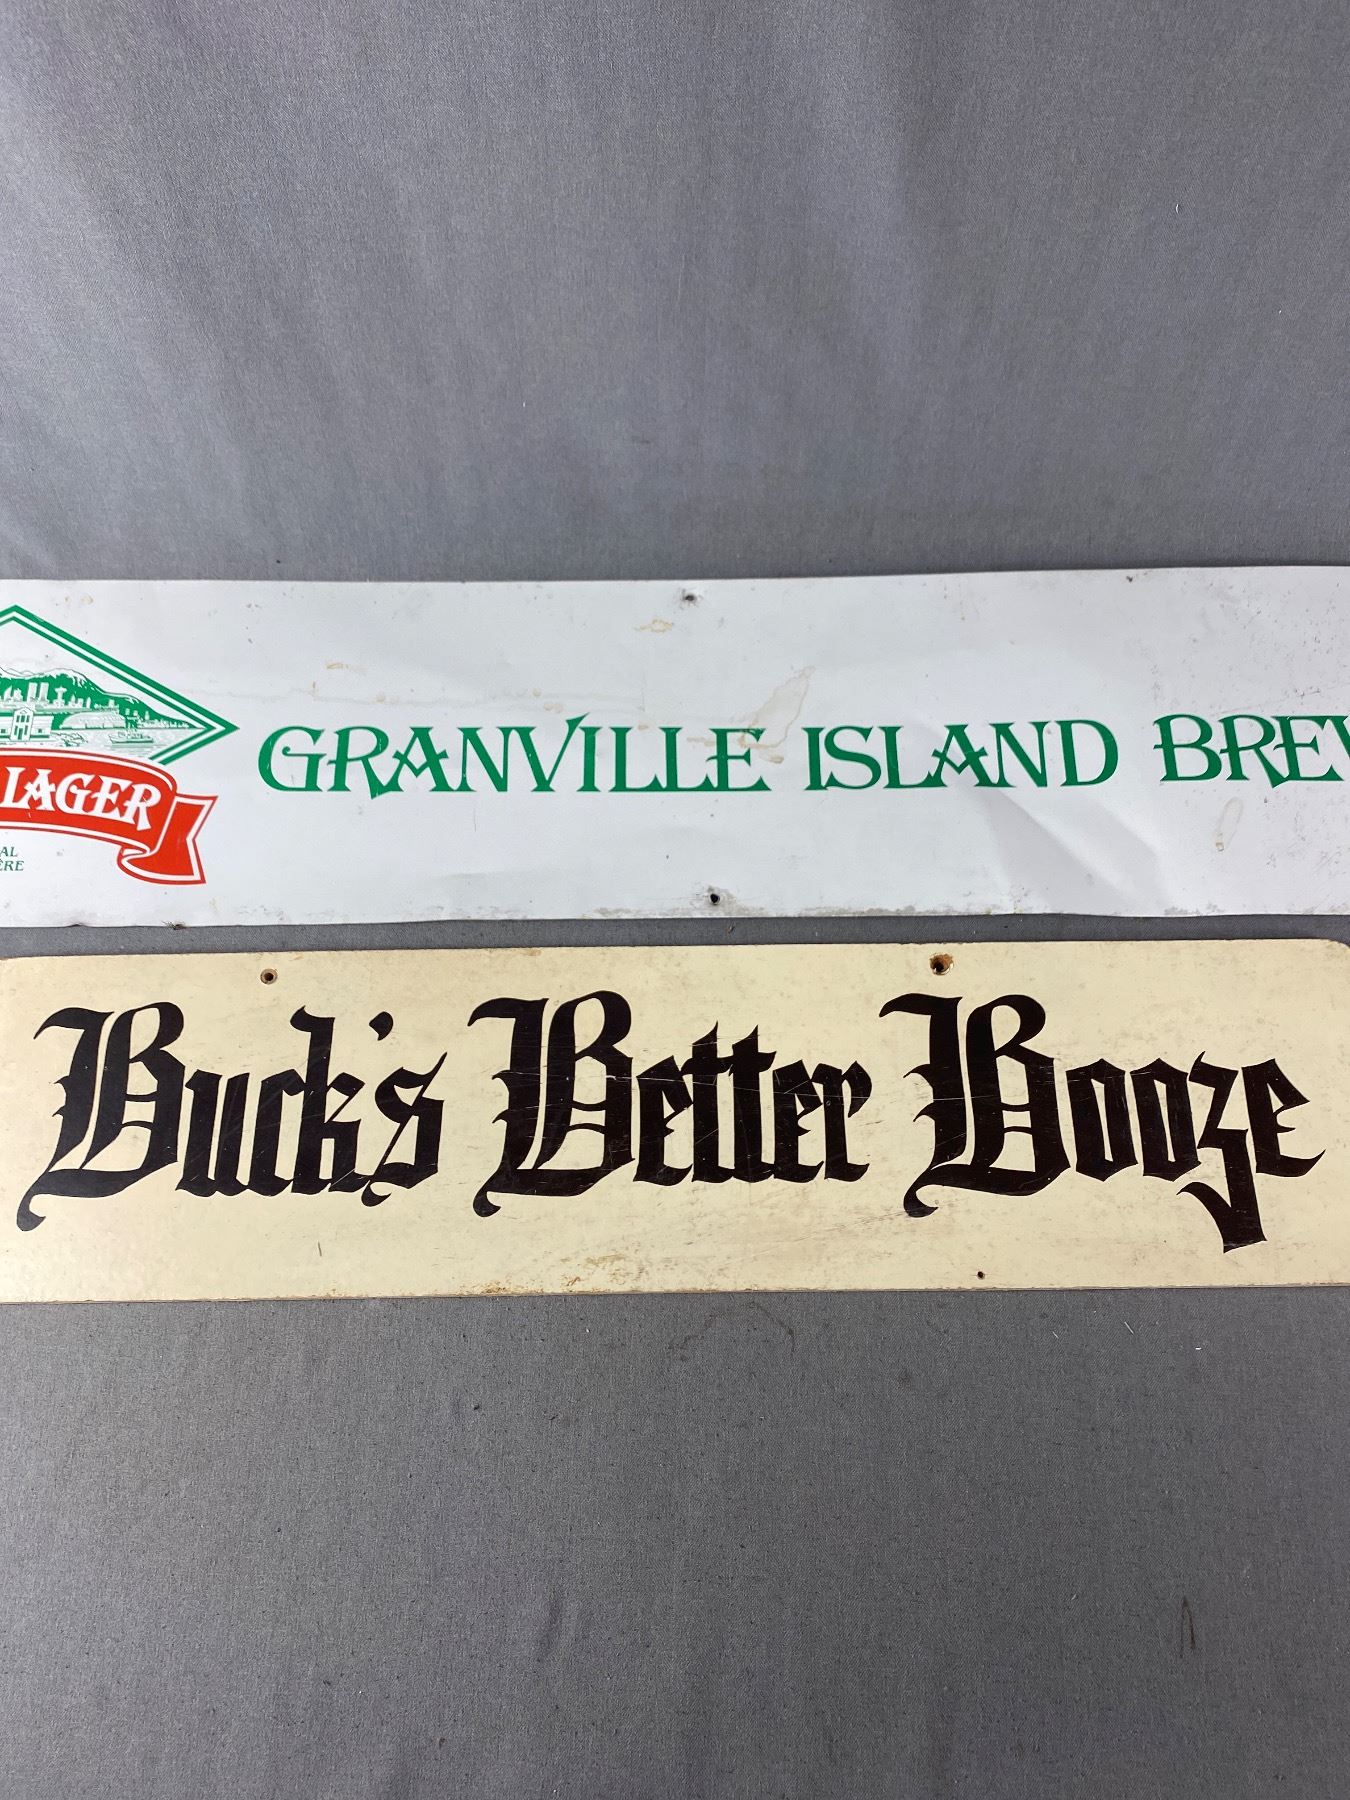 LAGER
GRANVILLE ISLAND BREW
Buck's Better Booze